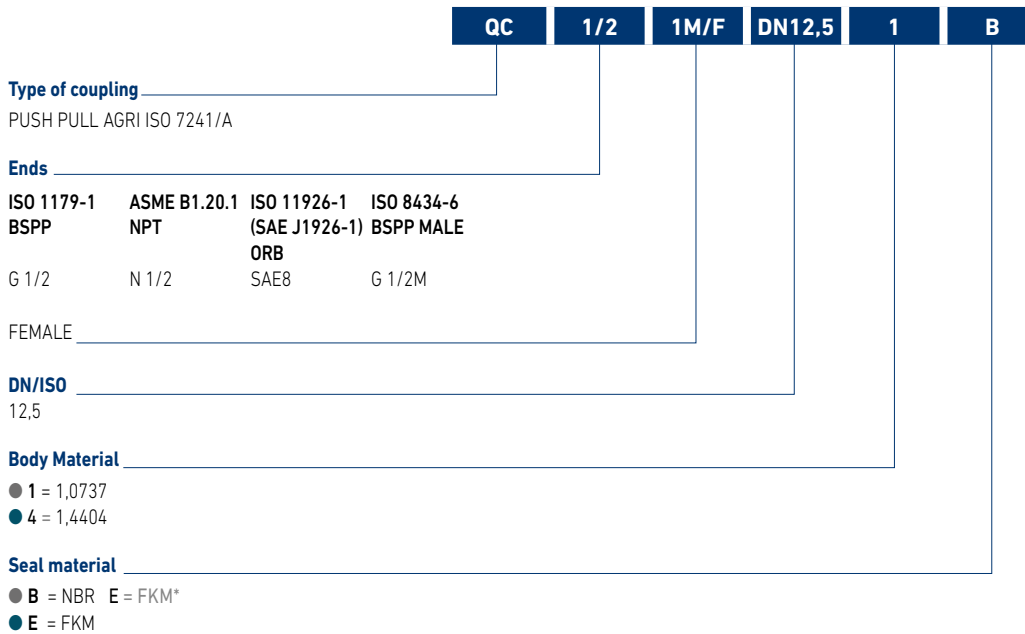 QC 1/2 1M/F DN12,5 1 B
Type of coupling
PUSH PULL AGRI ISO 7241/A
Ends
ISO 1179-1 ASME B1.20.1 ISO 11926-1 ISO 8434-6
BSPP NPT (SAE J1926-1) BSPP MALE
ORB
G 1/2 N 1/2 SAE8 G 1/2M
FEMALE
DN/ISO
12,5
Body Material
1 = 1,0737
4 = 1,4404
Seal material
B = NBR E = FKM*
E = FKM